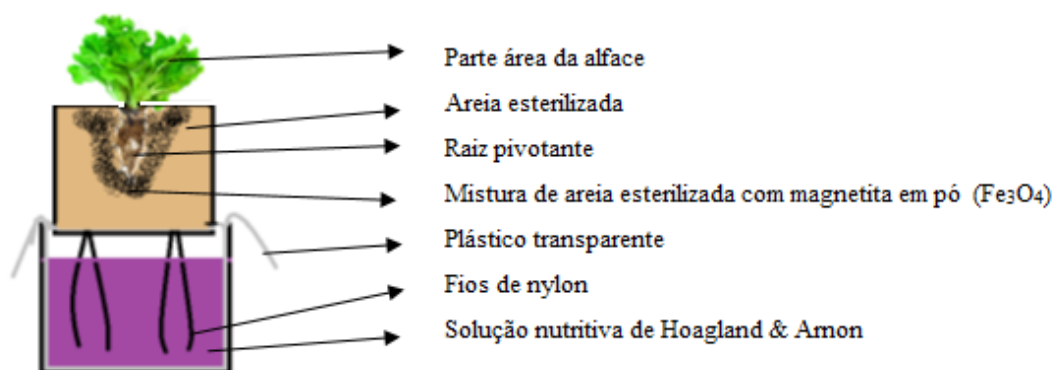 Parte área da alface
Areia esterilizada
Raiz pivotante
Mistura de areia esterilizada com magnetita em pó (Fe3O4)
Plástico transparente
Fios de nylon
Solução nutritiva de Hoagland & Arnon